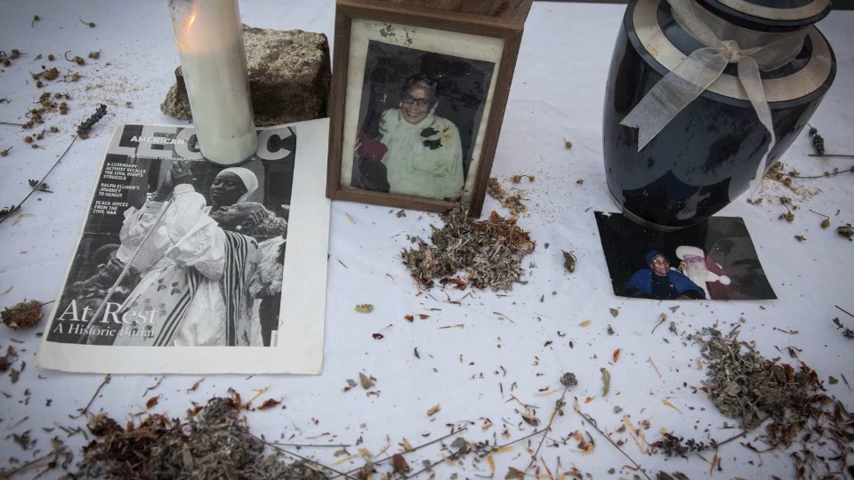 AMERICAN
A LEGENDARY
ACTIVIST RECALLS
THE CIVIL RIGHTS
STRUGGLE
RALPH ELLISON'S
JOURNEY
TO GENIUS
BLACK VOICES
FROM THE
CIVIL WAR
At Rest
A Historic Burial